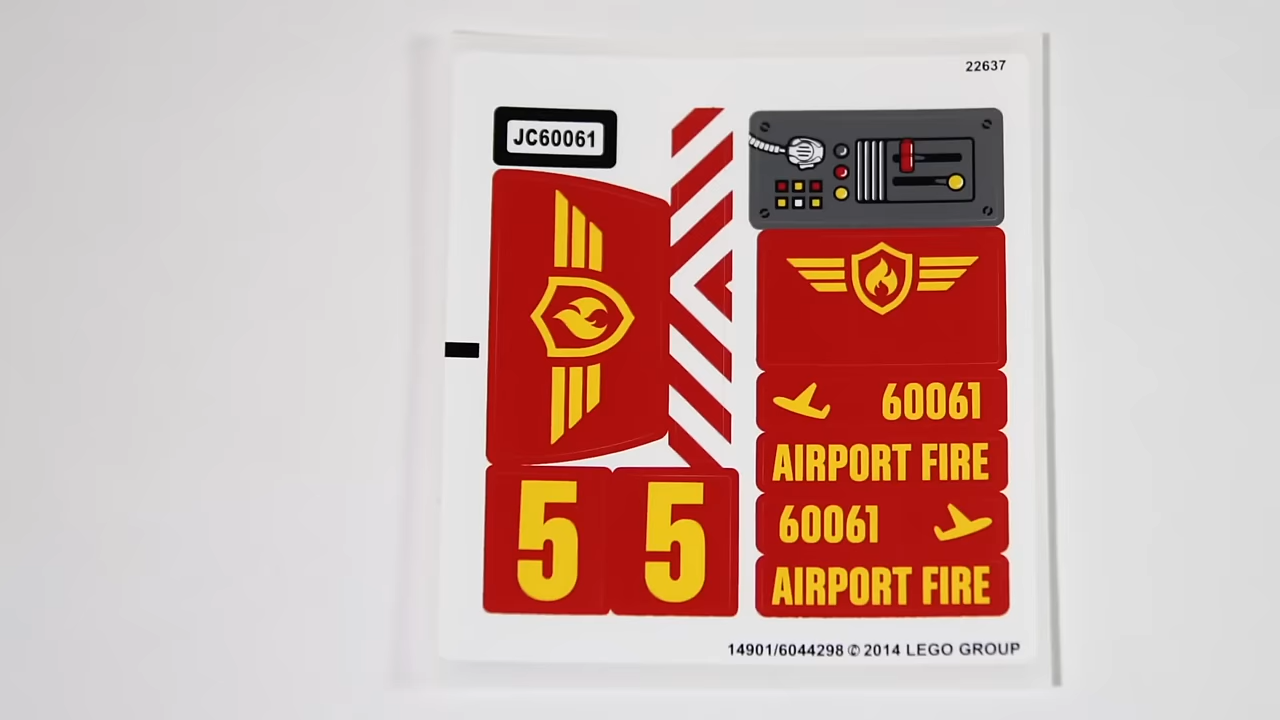 22637
JC60061
60061
AIRPORT FIRE
60061
AIRPORT FIRE
5 5
14901/6044298 © 2014 LEGO GROUP